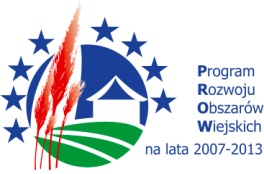 Program
Rozwoju
Obszarów
Wiejskich
na lata 2007-2013